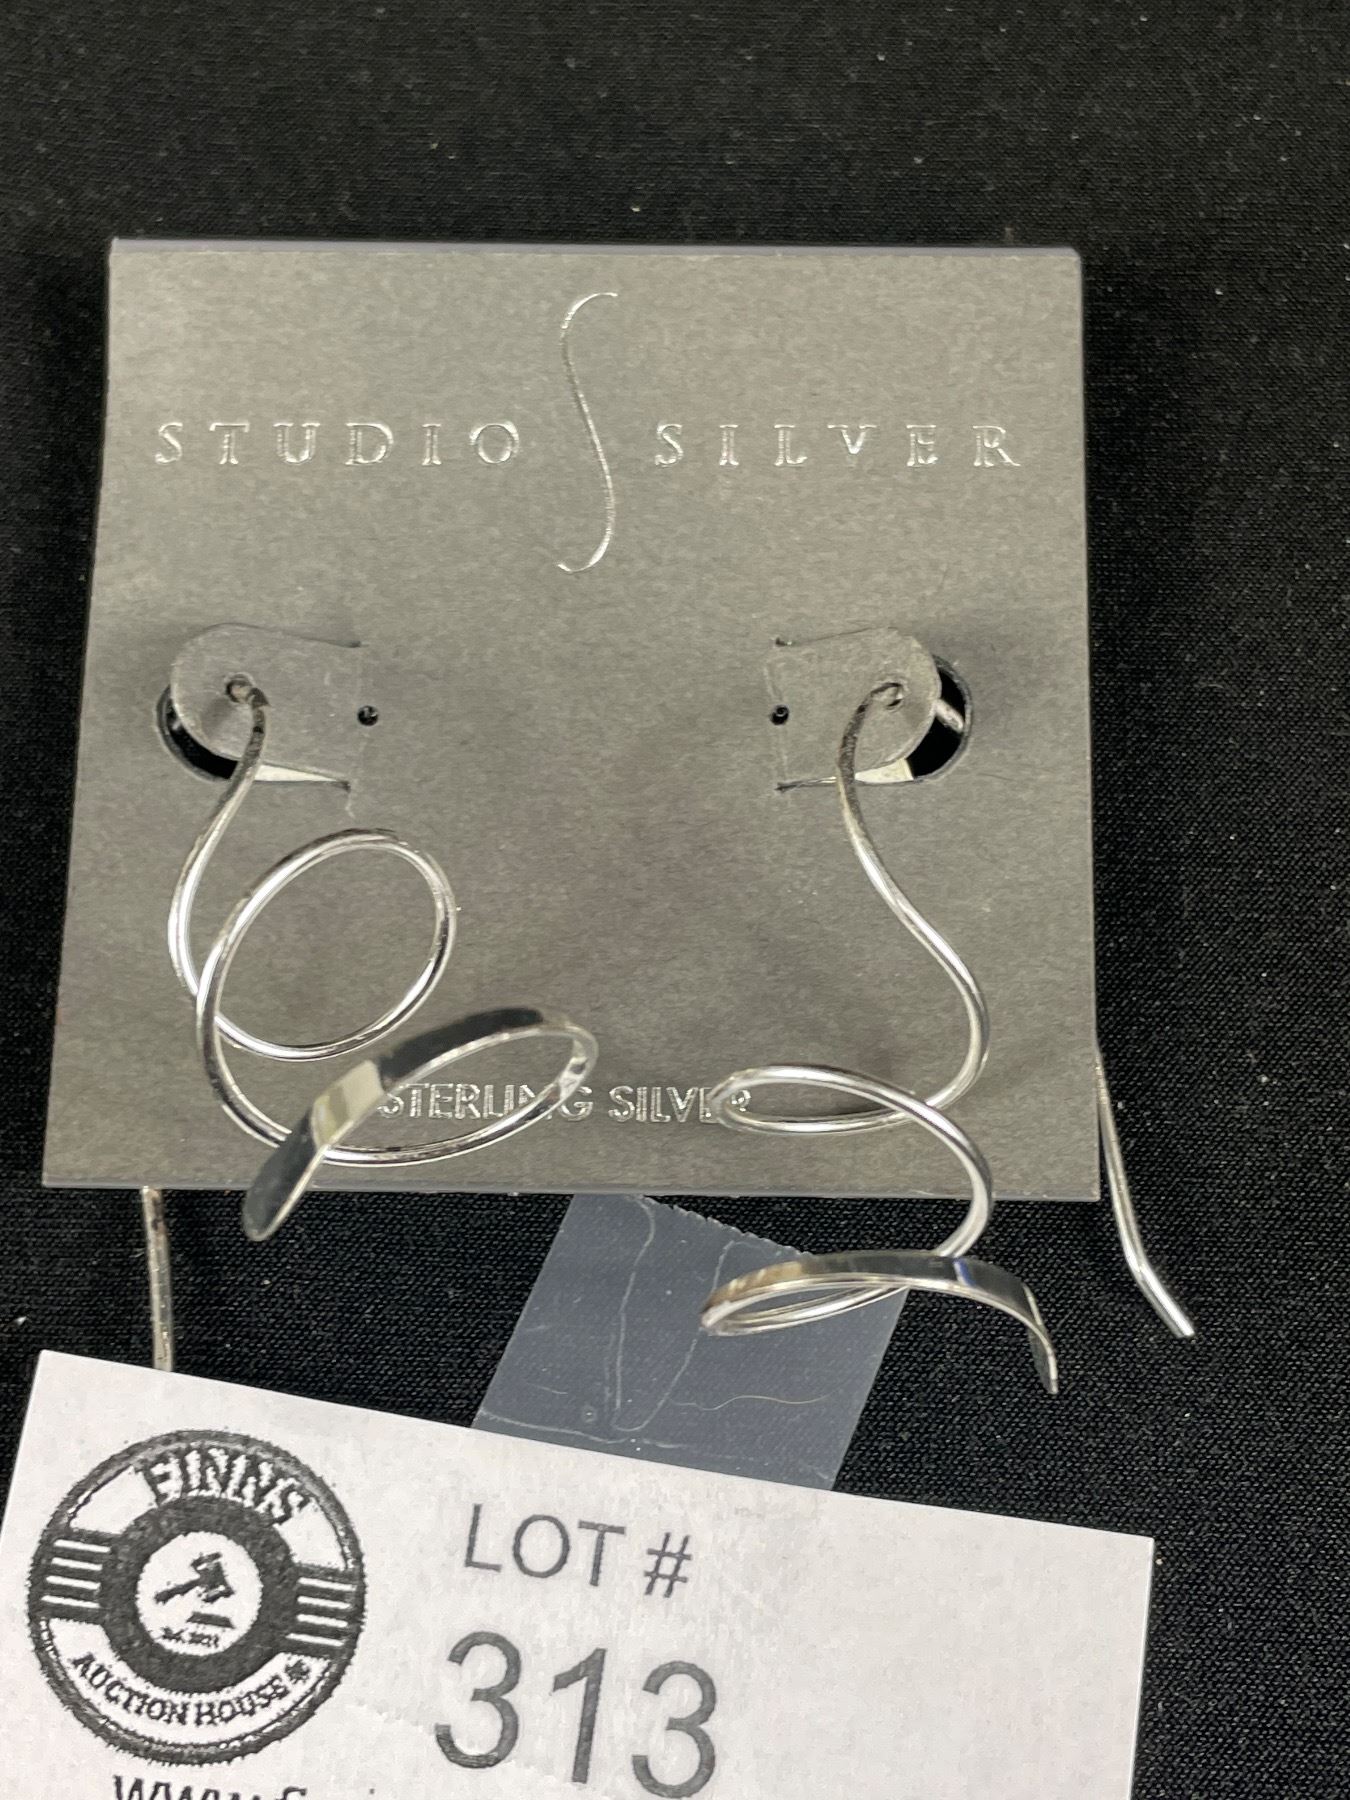 STUDIO S SILVER
STERLING SILVER
FINNS
AUCTION HOUSE
LOT #
313